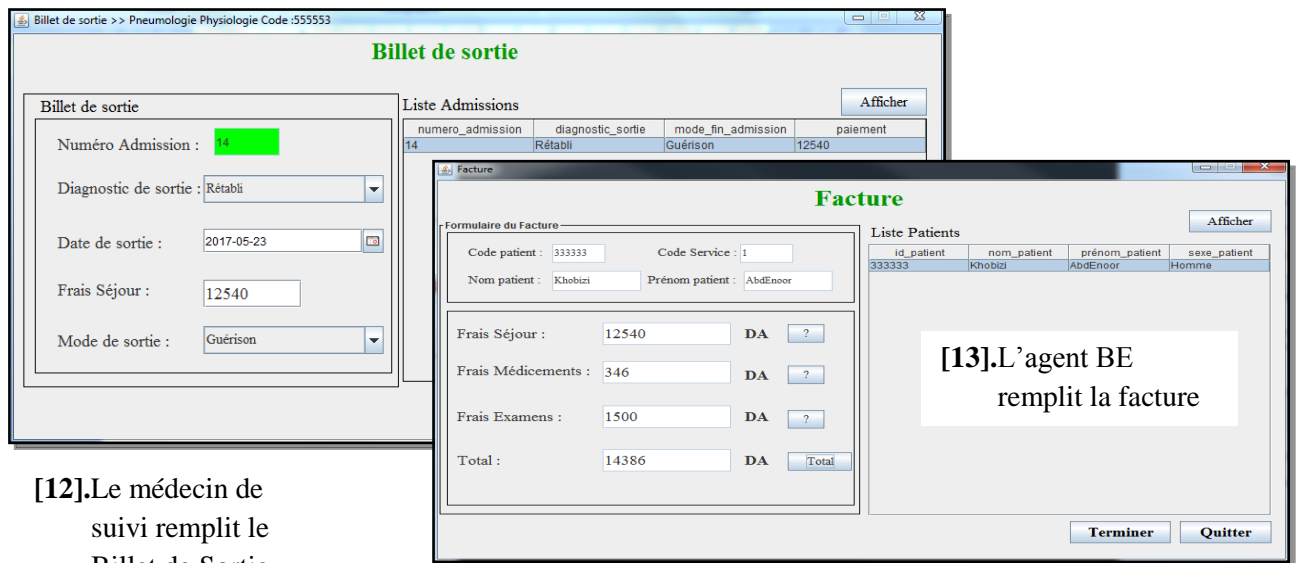 Billet de sortie >> Pneumologie Physiologie Code :555553
Billet de sortie
Billet de sortie
Numéro Admission : 14
Diagnostic de sortie : Rétabli
Date de sortie : 2017-05-23
Frais Séjour : 12540
Mode de sortie : Guérison
Liste Admissions
Afficher
numero_admission diagnostic_sortie mode_fin_admission paiement
14 Rétabli Guérison 12540
Facture
Facture
Formulaire du Facture
Code patient : 333333 Code Service : 1
Nom patient : Khobizi Prénom patient : AbdEnoor
Frais Séjour : 12540 DA ?
Frais Médicements : 346 DA ?
Frais Examens : 1500 DA ?
Total : 14386 DA Total
Liste Patients
Afficher
id_patient nom_patient prénom_patient sexe_patient
333333 Khobizi AbdEnoor Homme
Terminer Quitter
[13].L'agent BE
remplit la facture
[12].Le médecin de
suivi remplit le
Billet de Sortie